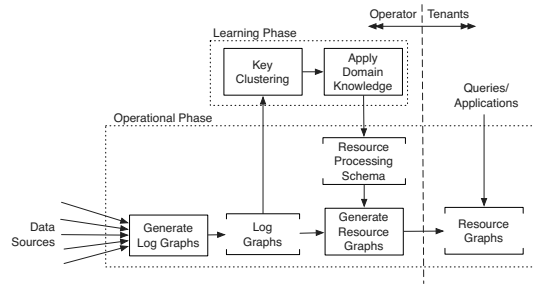 Operator
Tenants
Learning Phase
Key
Clustering
Apply
Domain
Knowledge
Queries/
Applications
Operational Phase
Resource
Processing
Schema
Data
Sources
Generate
Log Graphs
Log
Graphs
Generate
Resource
Graphs
Resource
Graphs